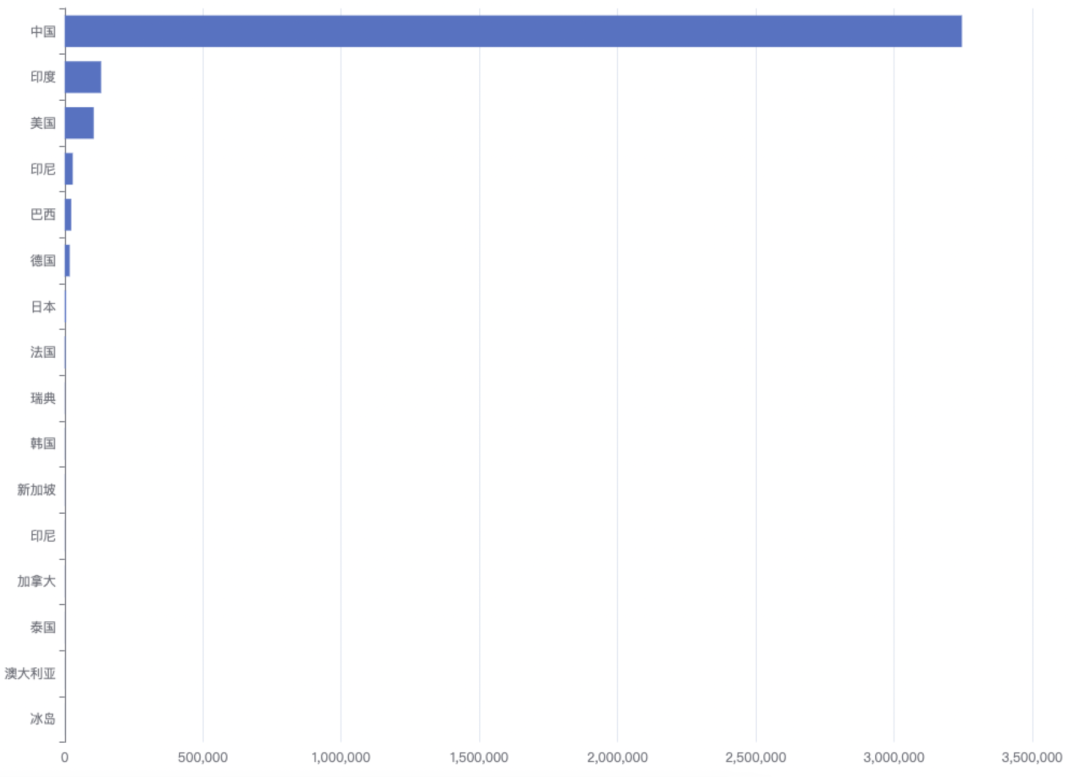 中国
印度
美国
印尼
巴西
德国
日本
法国
瑞典
韩国
新加坡
印尼
加拿大
泰国
澳大利亚
冰岛
0 500,000 1,000,000 1,500,000 2,000,000 2,500,000 3,000,000 3,500,000